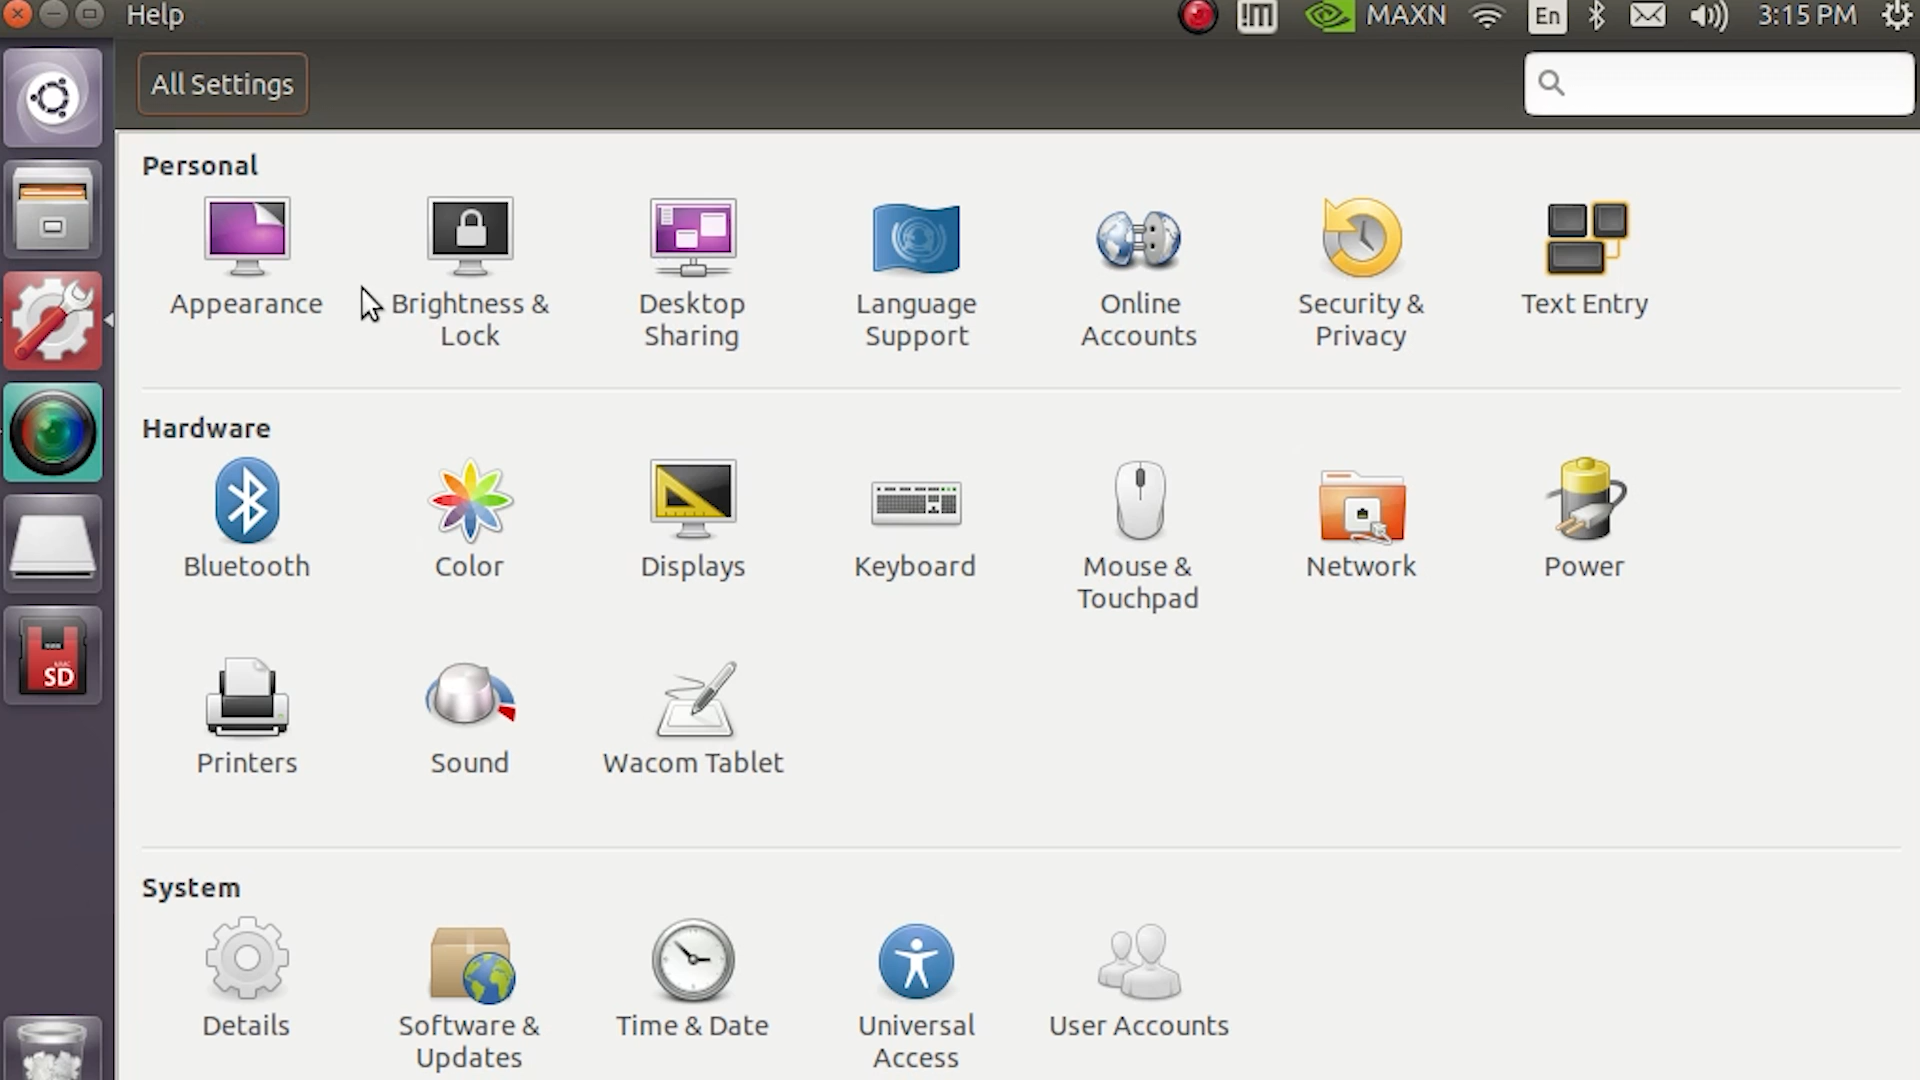 Help
!M
MAXN
En
3:15 PM
All Settings
Personal
Appearance
Brightness &
Lock
Desktop
Sharing
Language
Support
Online
Accounts
Security &
Privacy
Text Entry
Hardware
Bluetooth
Color
Displays
Keyboard
Mouse &
Touchpad
Network
Power
Printers
Sound
Wacom Tablet
SD
System
Details
Software &
Updates
Time & Date
Universal
Access
User Accounts